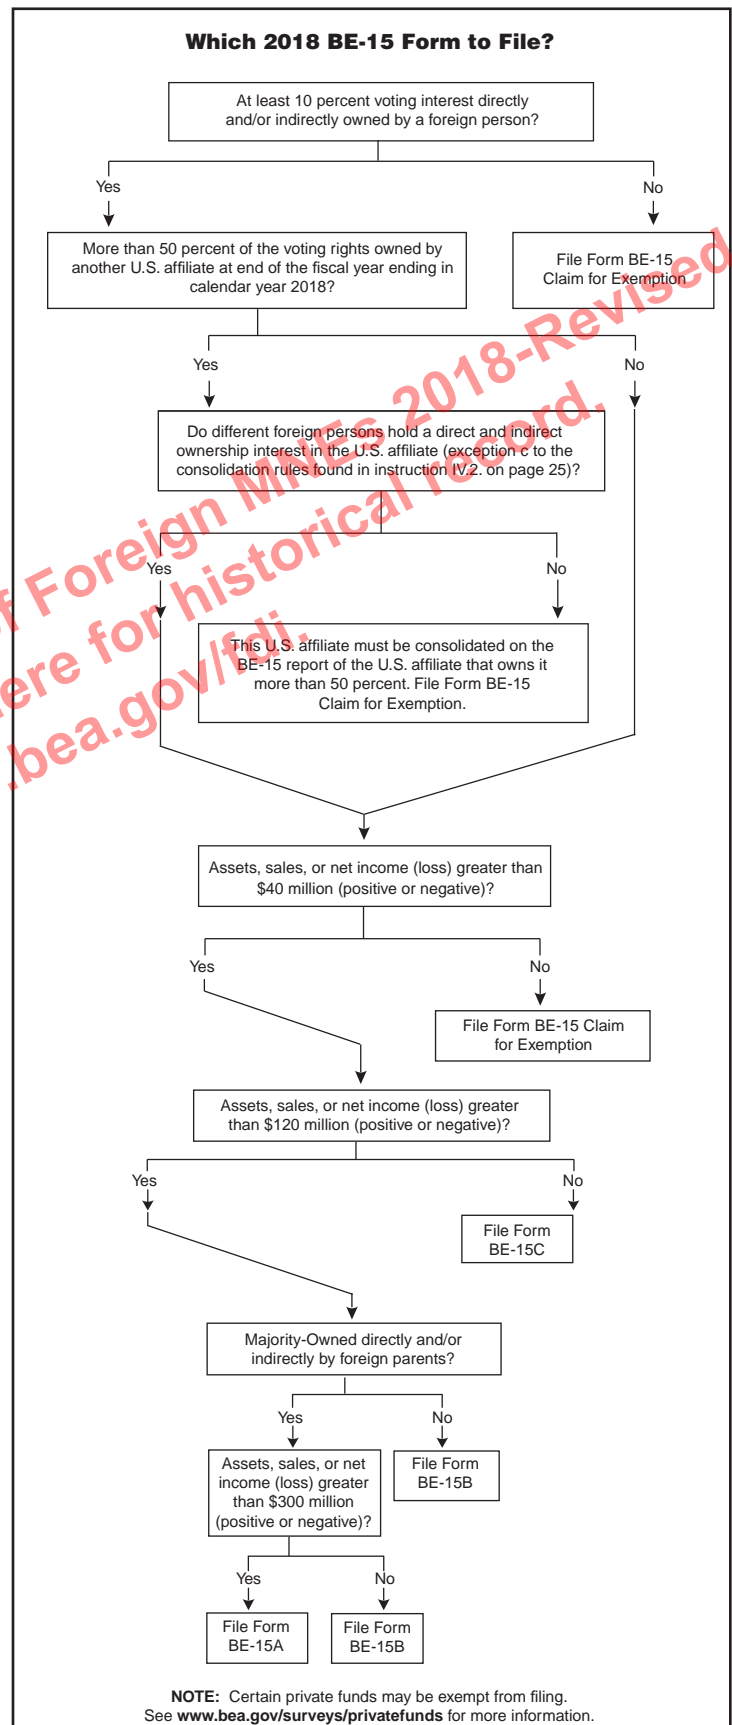 Which 2018 BE-15 Form to File?
At least 10 percent voting interest directly
and/or indirectly owned by a foreign person?
Yes
No
More than 50 percent of the voting rights owned by
another U.S. affiliate at end of the fiscal year ending in
calendar year 2018?
File Form BE-15
Claim for Exemption
Yes
No
Do different foreign persons hold a direct and indirect
ownership interest in the U.S. affiliate (exception c to the
consolidation rules found in instruction IV.2. on page 25)?
Yes
No
This U.S. affiliate must be consolidated on the
BE-15 report of the U.S. affiliate that owns it
more than 50 percent. File Form BE-15
Claim for Exemption.
of Foreign MNEs 2018-Revised
here for historical record.
.bea.gov/fdi.
Assets, sales, or net income (loss) greater than
$40 million (positive or negative)?
Yes
No
File Form BE-15 Claim
for Exemption
Assets, sales, or net income (loss) greater
than $120 million (positive or negative)?
Yes
No
File Form
BE-15C
Majority-Owned directly and/or
indirectly by foreign parents?
Yes
No
Assets, sales, or net
income (loss) greater
than $300 million
(positive or negative)?
File Form
BE-15B
Yes
No
File Form
BE-15A
File Form
BE-15B
NOTE: Certain private funds may be exempt from filing.
See www.bea.gov/surveys/privatefunds for more information.